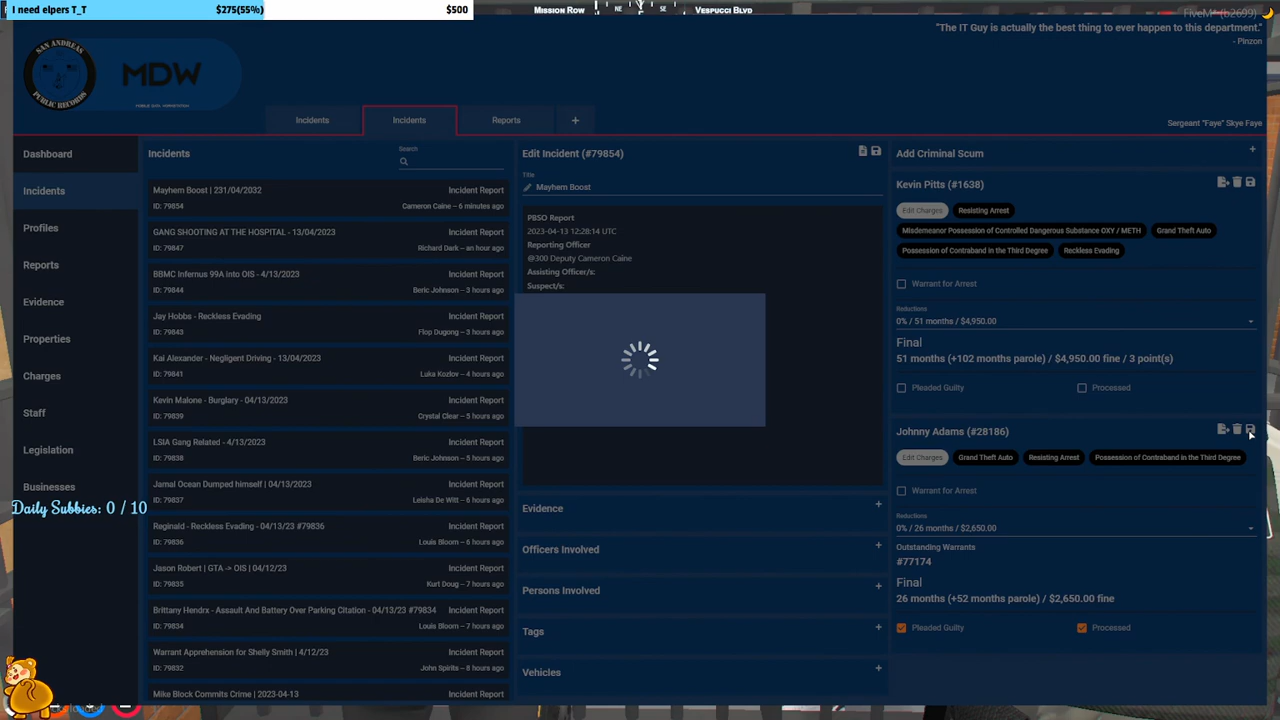 I need elpers T_T
$275(55%)
$500
Mission Row
NE
SE
Vespucci Blvd
FiveM® (b2699)
"The IT Guy is actually the best thing to ever happen to this department."
- Pinzon
SAN ANDREAS
PUBLIC RECORDS
MDW
Incidents
Incidents
Reports
+
Sergeant "Faye" Skye Faye
Dashboard
Incidents
Profiles
Reports
Evidence
Properties
Charges
Staff
Legislation
Businesses
Daily Subbies: 0 / 10
Incidents
Search
Mayhem Boost | 231/04/2032
Incident Report
ID: 79854
Cameron Caine – 6 minutes ago
GANG SHOOTING AT THE HOSPITAL - 13/04/2023
Incident Report
ID: 79847
Richard Dark – an hour ago
BBMC Infernus 99A into OIS - 4/13/2023
Incident Report
ID: 79844
Beric Johnson – 3 hours ago
Jay Hobbs - Reckless Evading
Incident Report
ID: 79843
Flop Dugong – 4 hours ago
Kai Alexander - Negligent Driving - 13/04/2023
Incident Report
ID: 79841
Luka Kozlov – 4 hours ago
Kevin Malone - Burglary - 04/13/2023
Incident Report
ID: 79839
Crystal Clear – 5 hours ago
LSIA Gang Related - 4/13/2023
Incident Report
ID: 79838
Beric Johnson – 5 hours ago
Jamal Ocean Dumped himself | 04/13/2023
Incident Report
ID: 79837
Leisha De Witt – 6 hours ago
Reginald - Reckless Evading - 04/13/23 #79836
Incident Report
ID: 79836
Louis Bloom – 6 hours ago
Jason Robert | GTA -> OIS | 04/12/23
Incident Report
ID: 79835
Kurt Doug – 7 hours ago
Brittany Hendrx - Assault And Battery Over Parking Citation - 04/13/23 #79834
Incident Report
ID: 79834
Louis Bloom – 7 hours ago
Warrant Apprehension for Shelly Smith | 4/12/23
Incident Report
ID: 79832
John Spirits – 8 hours ago
Mike Block Commits Crime | 2023-04-13
Incident Report
Edit Incident (#79854)
Title
Mayhem Boost
PBSO Report
2023-04-13 12:28:14 UTC
Reporting Officer
@300 Deputy Cameron Caine
Assisting Officer/s:
Suspect/s:
Evidence
+
Officers Involved
+
Persons Involved
+
Tags
+
Vehicles
+
Add Criminal Scum
+
Kevin Pitts (#1638)
Edit Charges
Resisting Arrest
Misdemeanor Possession of Controlled Dangerous Substance OXY / METH
Grand Theft Auto
Possession of Contraband in the Third Degree
Reckless Evading
Warrant for Arrest
Reductions
0% / 51 months / $4,950.00
Final
51 months (+102 months parole) / $4,950.00 fine / 3 point(s)
Pleaded Guilty
Processed
Johnny Adams (#28186)
Edit Charges
Grand Theft Auto
Resisting Arrest
Possession of Contraband in the Third Degree
Warrant for Arrest
Reductions
0% / 26 months / $2,650.00
Outstanding Warrants
#77174
Final
26 months (+52 months parole) / $2,650.00 fine
Pleaded Guilty
Processed